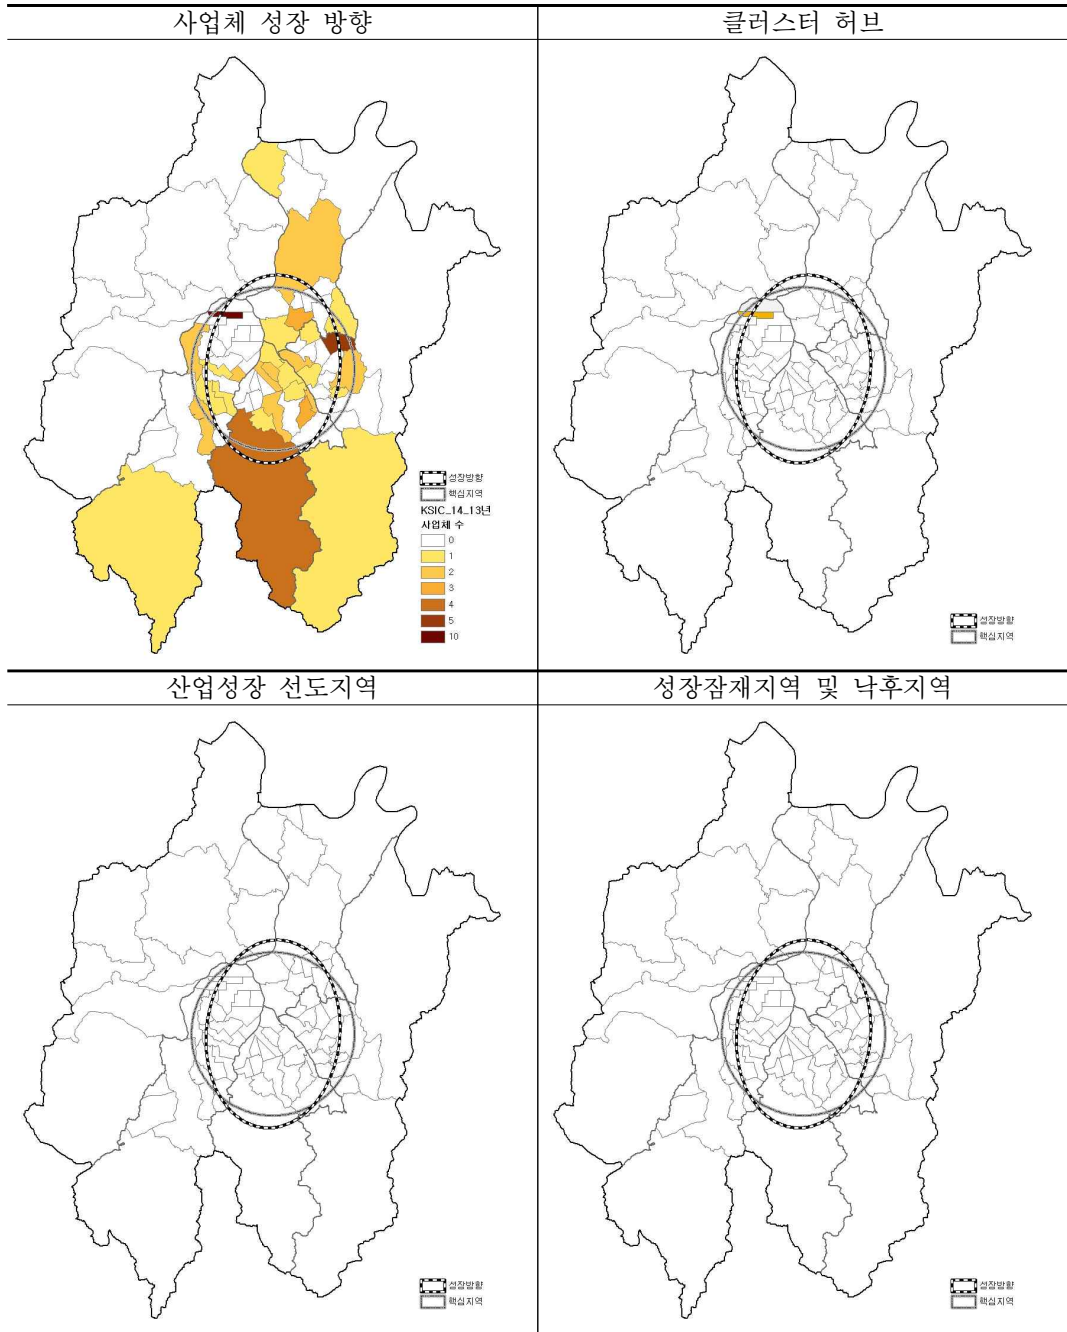 사업체 성장 방향
클러스터 허브
성장방향
핵심지역
KSIC_14_13년
사업체 수
0
1
2
3
4
5
10
성장방향
핵심지역
산업성장 선도지역
성장잠재지역 및 낙후지역
성장방향
핵심지역
성장방향
핵심지역